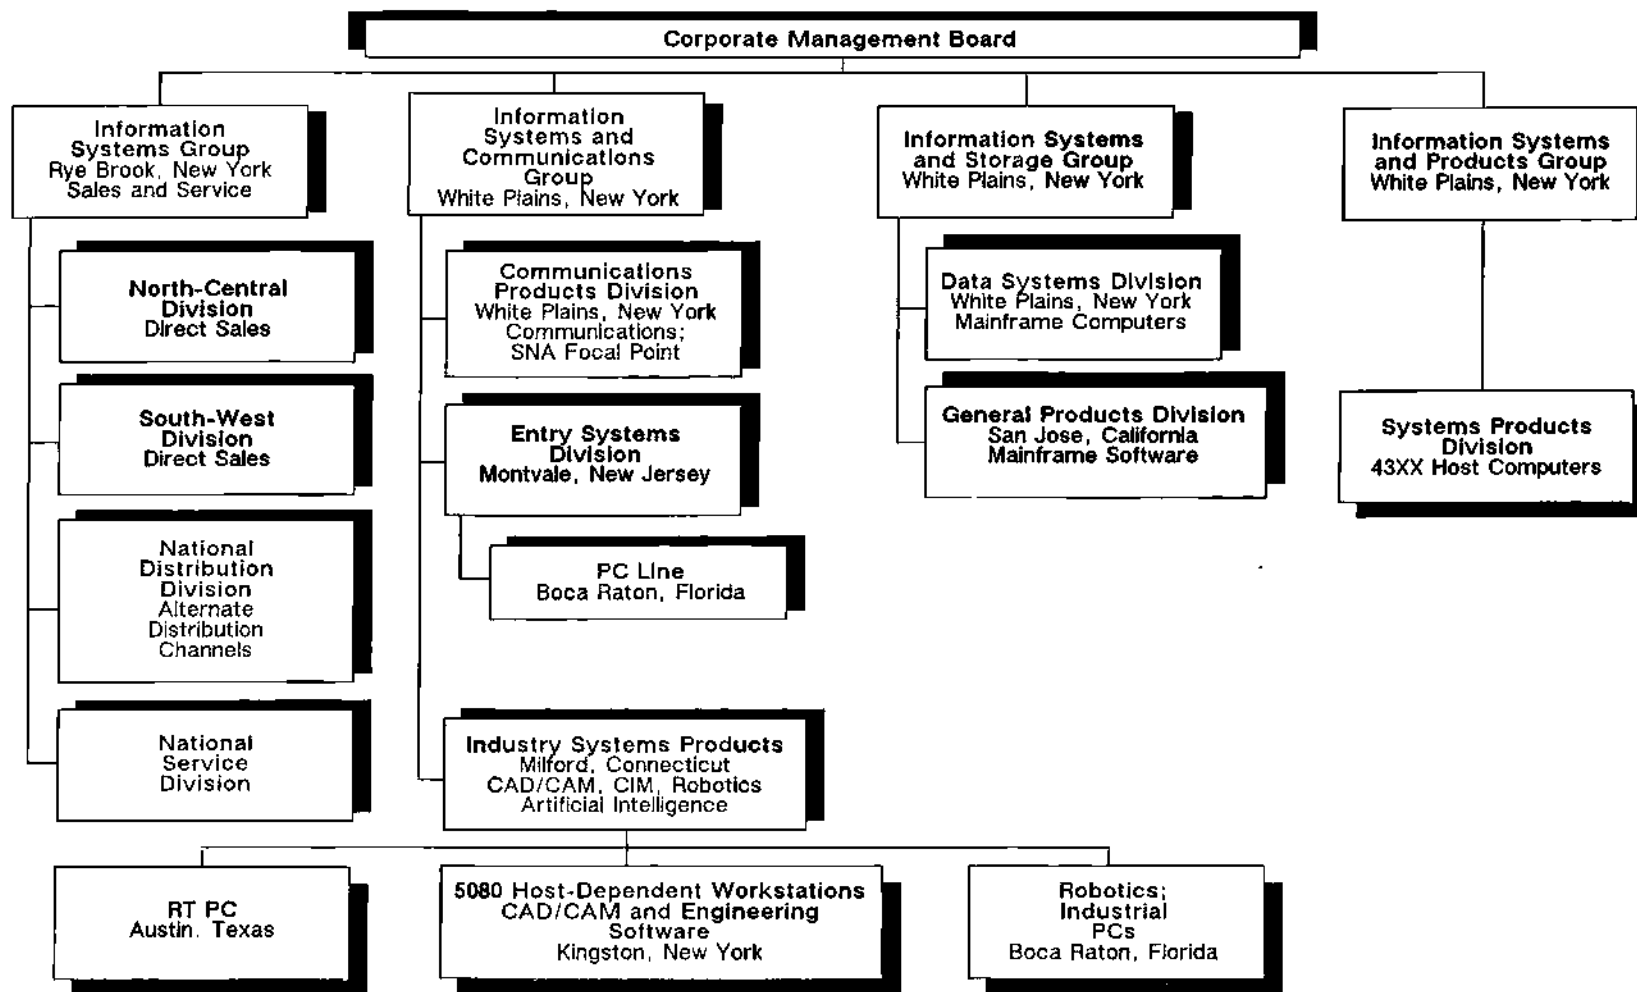 Corporate Management Board
Information
Systems Group
Rye Brook, New York
Sales and Service
Information
Systems and
Communications
Group
White Plains, New York
Information Systems
and Storage Group
White Plains, New York
Information Systems
and Products Group
White Plains, New York
North-Central
Division
Direct Sales
South-West
Division
Direct Sales
National
Distribution
Division
Alternate
Distribution
Channels
National
Service
Division
Communications
Products Division
White Plains, New York
Communications;
SNA Focal Point
Entry Systems
Division
Montvale, New Jersey
PC Line
Boca Raton, Florida
Industry Systems Products
Milford, Connecticut
CAD/CAM, CIM, Robotics
Artificial Intelligence
Data Systems Division
White Plains, New York
Mainframe Computers
General Products Division
San Jose, California
Mainframe Software
Systems Products
Division
43XX Host Computers
RT PC
Austin, Texas
5080 Host-Dependent Workstations
CAD/CAM and Engineering
Software
Kingston, New York
Robotics;
Industrial
PCs
Boca Raton, Florida